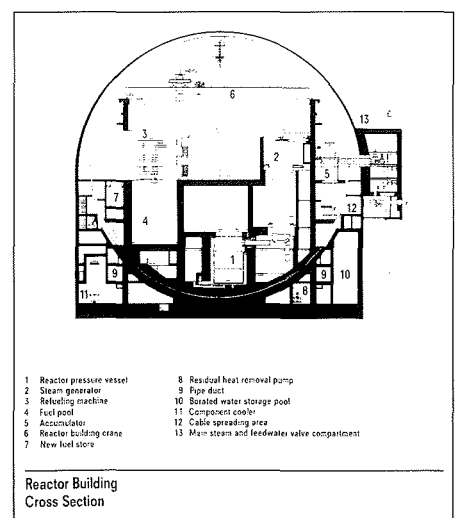 6
13
3
2
5
7
12
4
1
9
9
10
11
8
1 Reactor pressure vessel
2 Steam generator
3 Refueling machine
4 Fuel pool
5 Accumulator
6 Reactor building crane
7 New fuel store
8 Residual heat removal pump
9 Pipe duct
10 Borated water storage pool
11 Component cooler
12 Cable spreading area
13 Main steam and feedwater valve compartment
Reactor Building
Cross Section